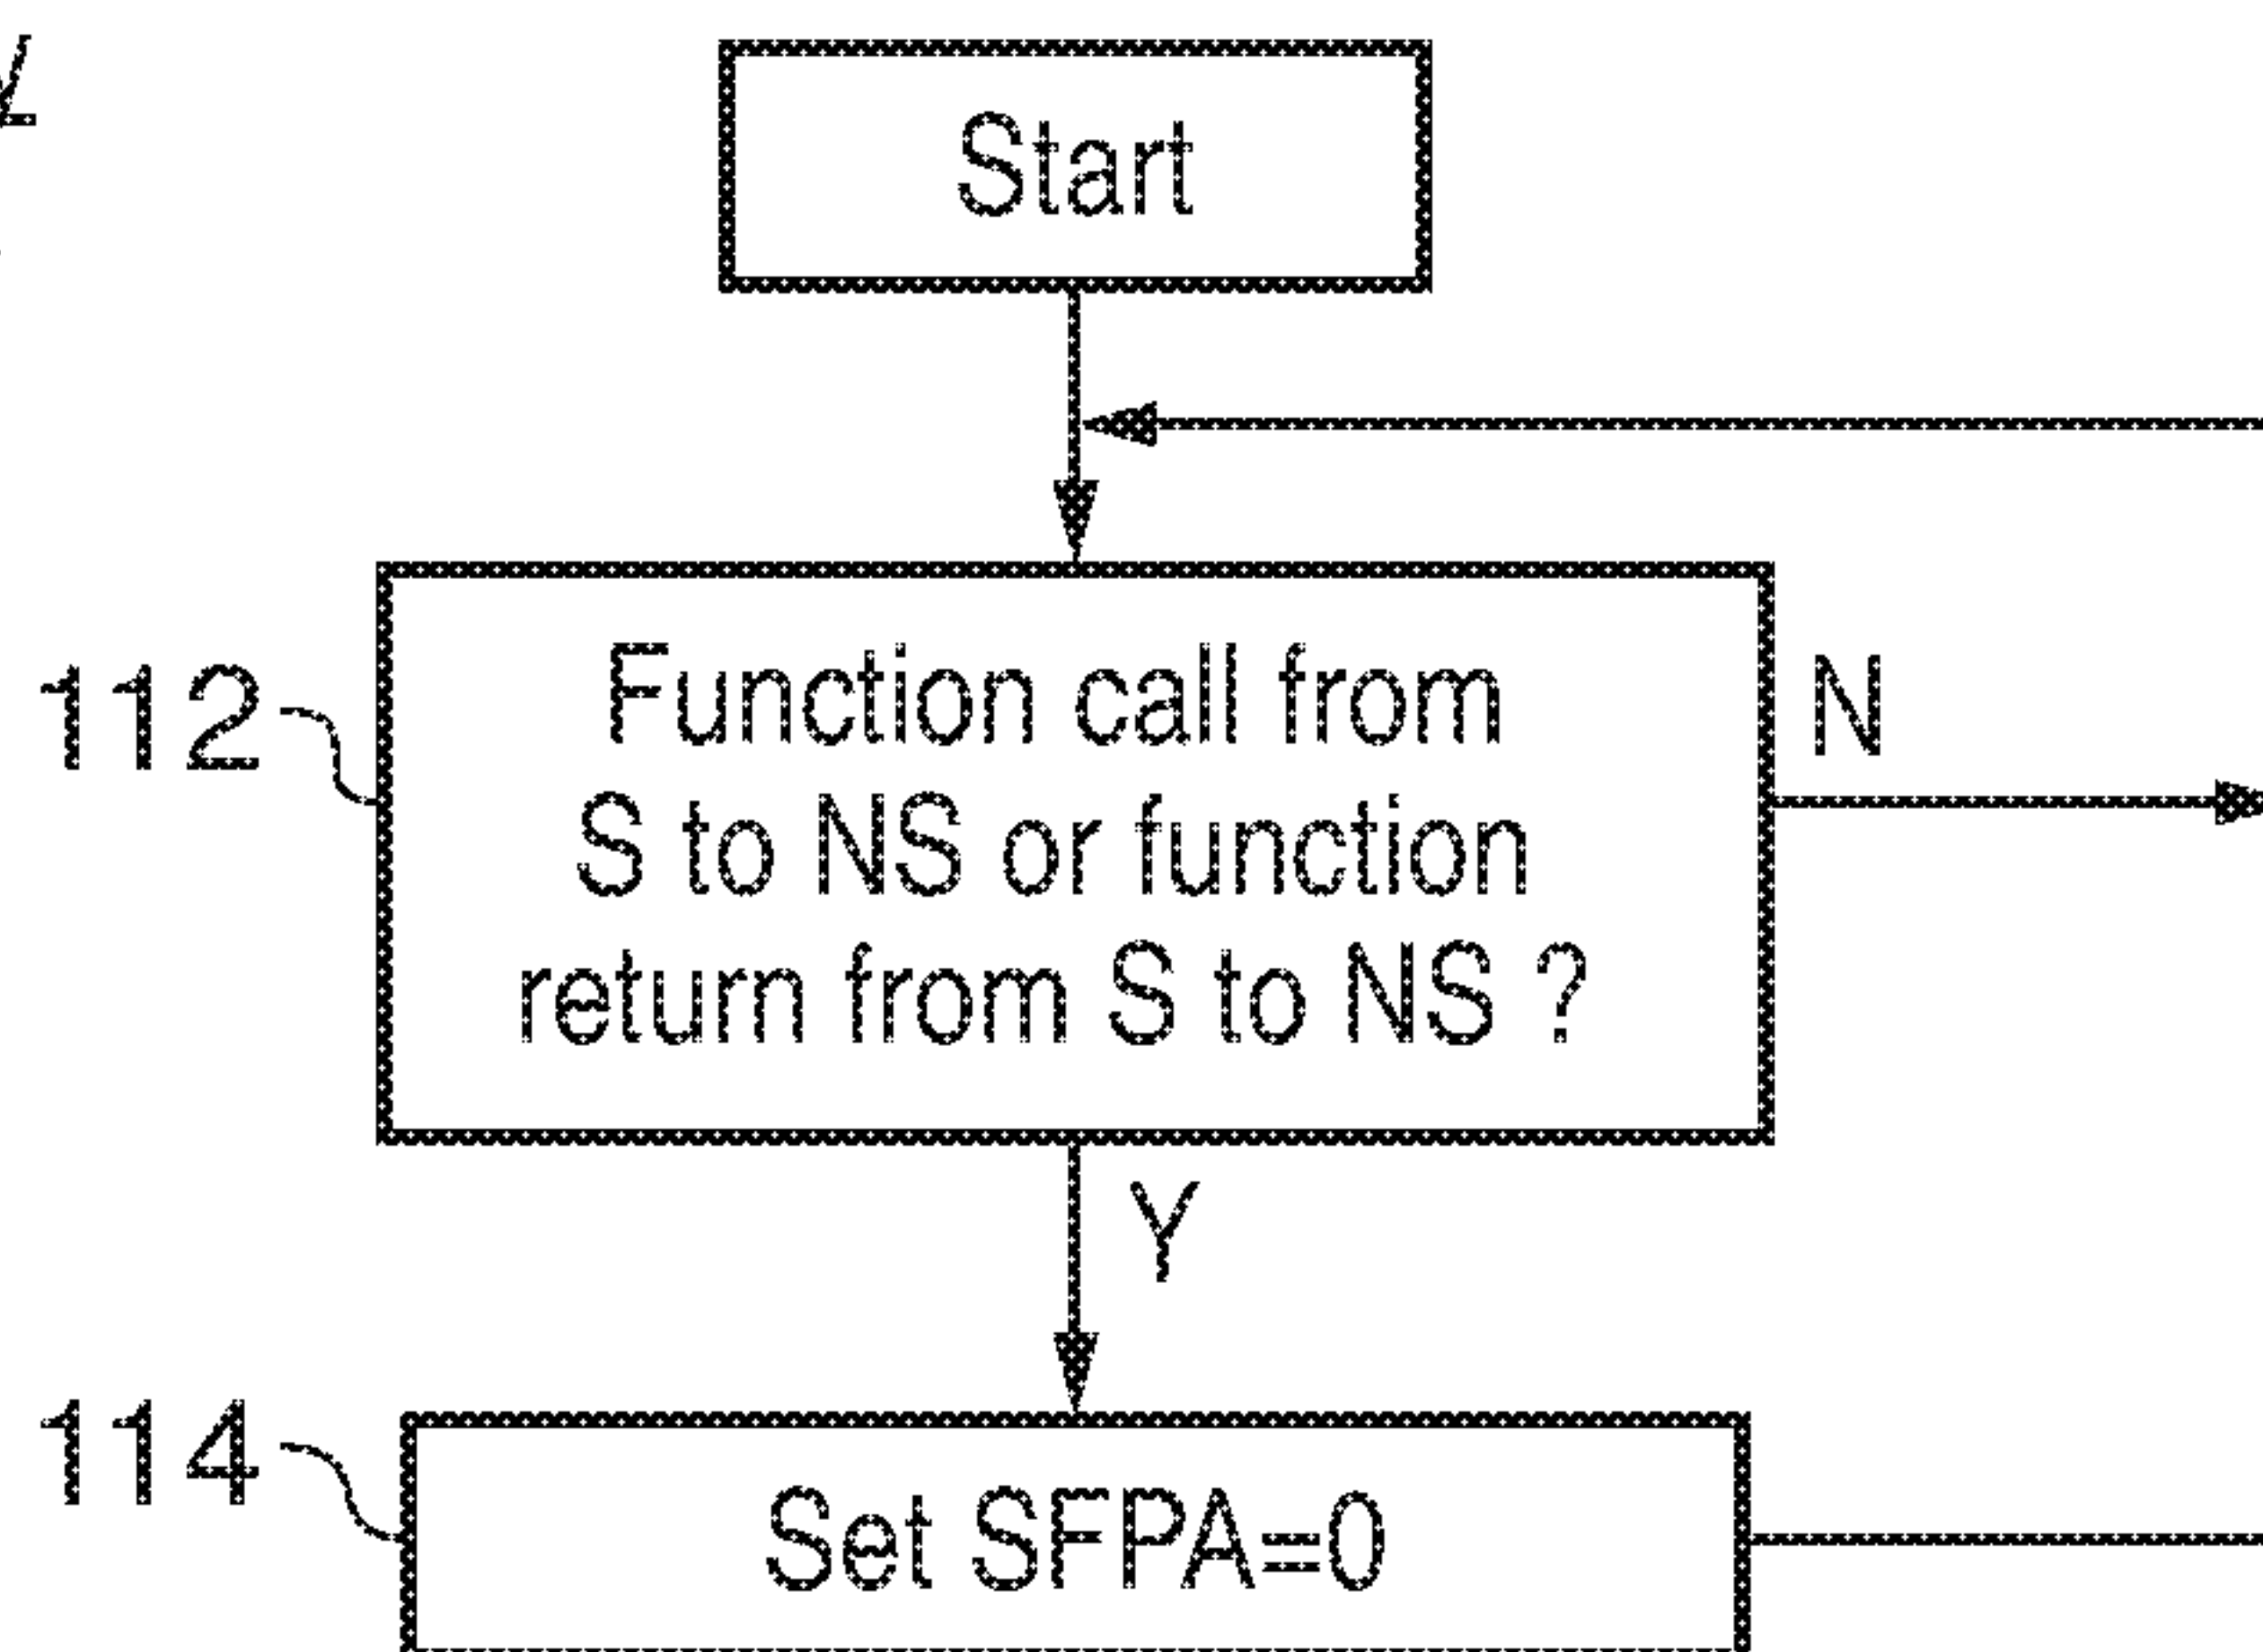 Start
112
Function call from
S to NS or function
return from S to NS ?
N
Y
114
Set SFPA=0